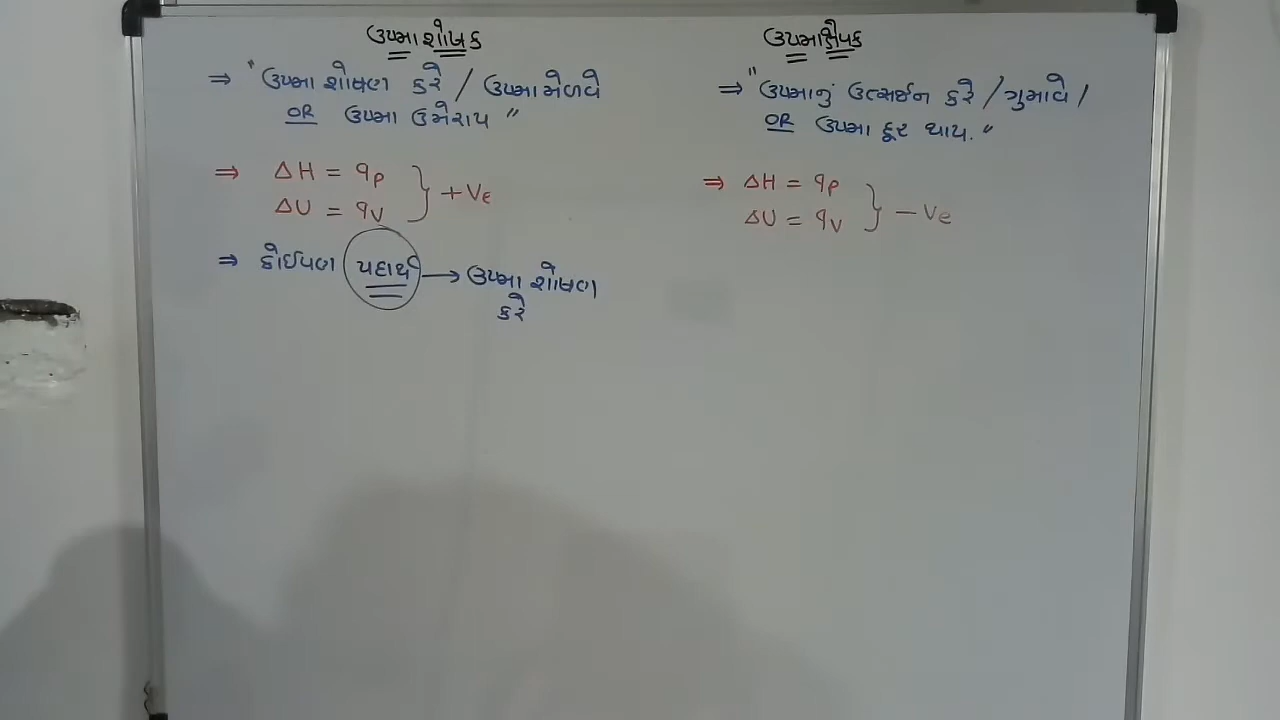 ઉષ્માશોષક
⇒ "ઉષ્મા શોષણ કરે / ઉષ્મા મેળવે
OR ઉષ્મા ઉમેરાય"
⇒ ΔH = qp
ΔU = qv } +ve
⇒ કોઈપણ પદાર્થ → ઉષ્મા શોષણ
કરે
ઉષ્માક્ષેપક
⇒ "ઉષ્માનું ઉત્સર્જન કરે / ગુમાવે /
OR ઉષ્મા દૂર થાય."
⇒ ΔH = qp
ΔU = qv } -ve